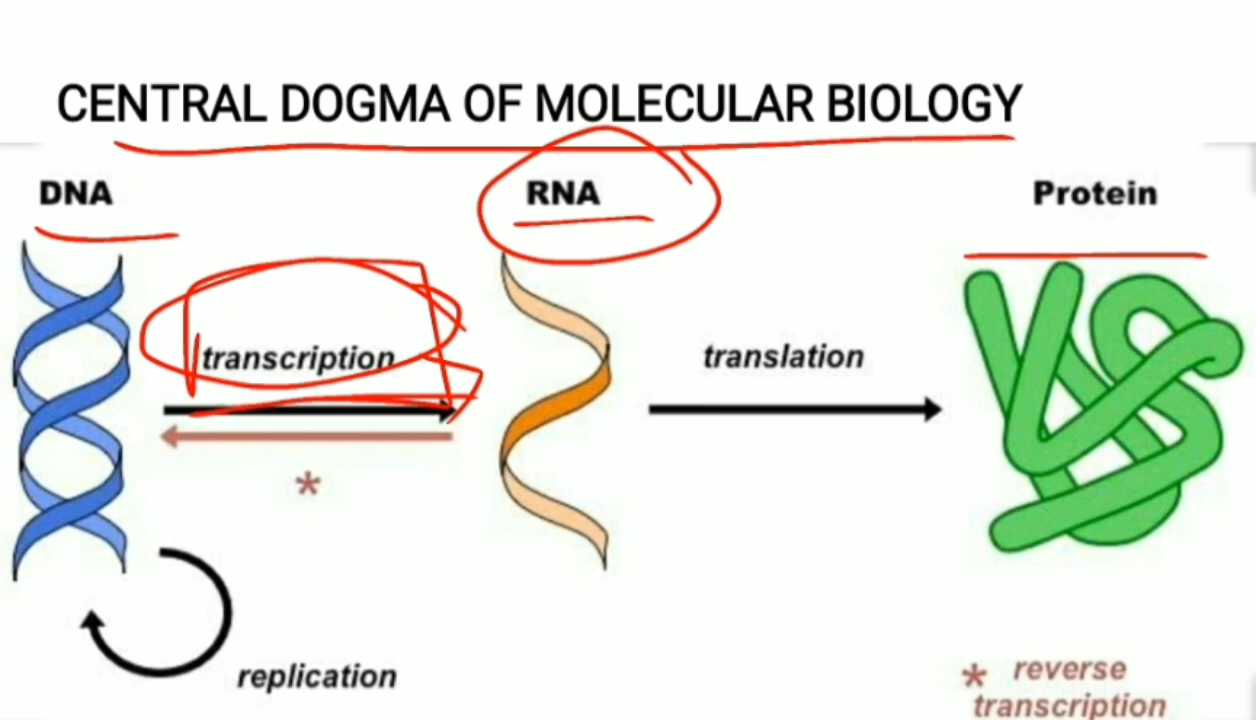 CENTRAL DOGMA OF MOLECULAR BIOLOGY
DNA
RNA
Protein
transcription
translation
*
replication
* reverse
transcription